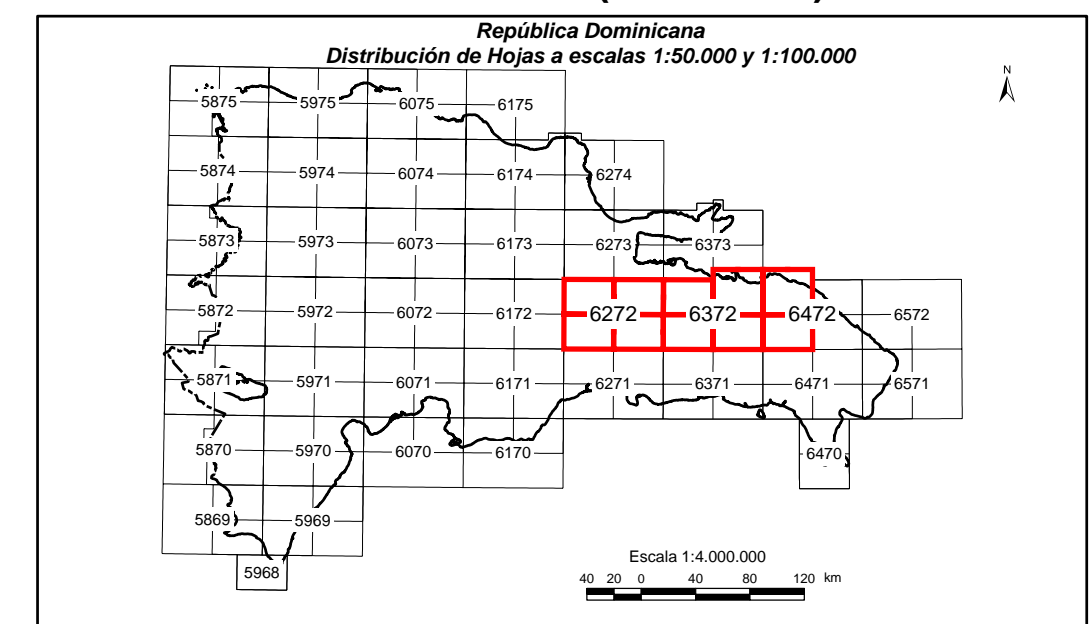 República Dominicana
Distribución de Hojas a escalas 1:50.000 y 1:100.000
N
5875 5975 6075 6175
5874 5974 6074 6174 6274
5873 5973 6073 6173 6273 6373
5872 5972 6072 6172 6272 6372 6472 6572
5871 5971 6071 6171 6271 6371 6471 6571
5870 5970 6070 6170 6470
5869 5969
5968
Escala 1:4.000.000
40 20 0 40 80 120 km